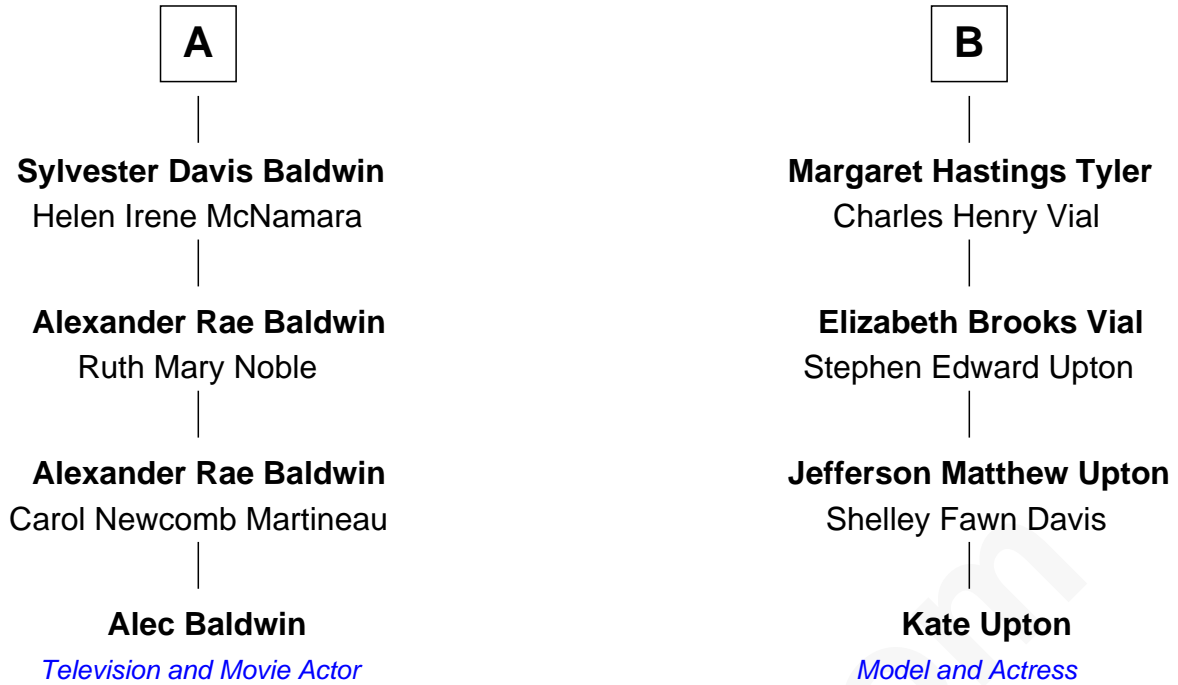 A
Sylvester Davis Baldwin
Helen Irene McNamara
Alexander Rae Baldwin
Ruth Mary Noble
Alexander Rae Baldwin
Carol Newcomb Martineau
Alec Baldwin
Television and Movie Actor
B
Margaret Hastings Tyler
Charles Henry Vial
Elizabeth Brooks Vial
Stephen Edward Upton
Jefferson Matthew Upton
Shelley Fawn Davis
Kate Upton
Model and Actress